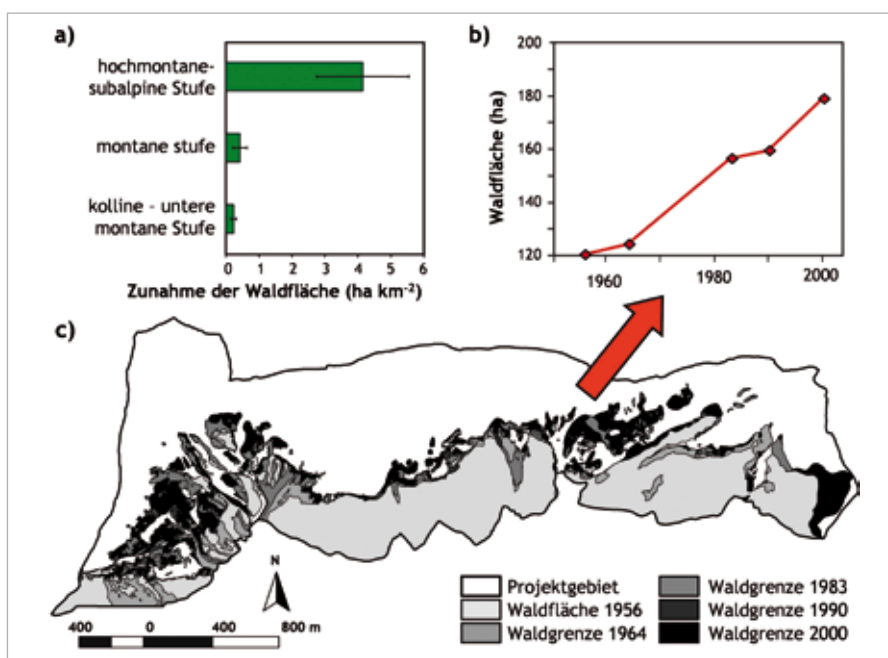 a)
hochmontane-
subalpine Stufe
montane stufe
kolline - untere
montane Stufe
0 1 2 3 4 5 6
Zunahme der Waldfläche (ha km-2)
b)
Waldfläche (ha)
200
180
160
140
120
1960 1980 2000
c)
N
400 0 400 800 m
Projektgebiet
Waldfläche 1956
Waldgrenze 1964
Waldgrenze 1983
Waldgrenze 1990
Waldgrenze 2000